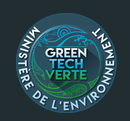 GREEN
TECH
VERTE
MINISTÈRE DE L'ENVIRONNEMENT